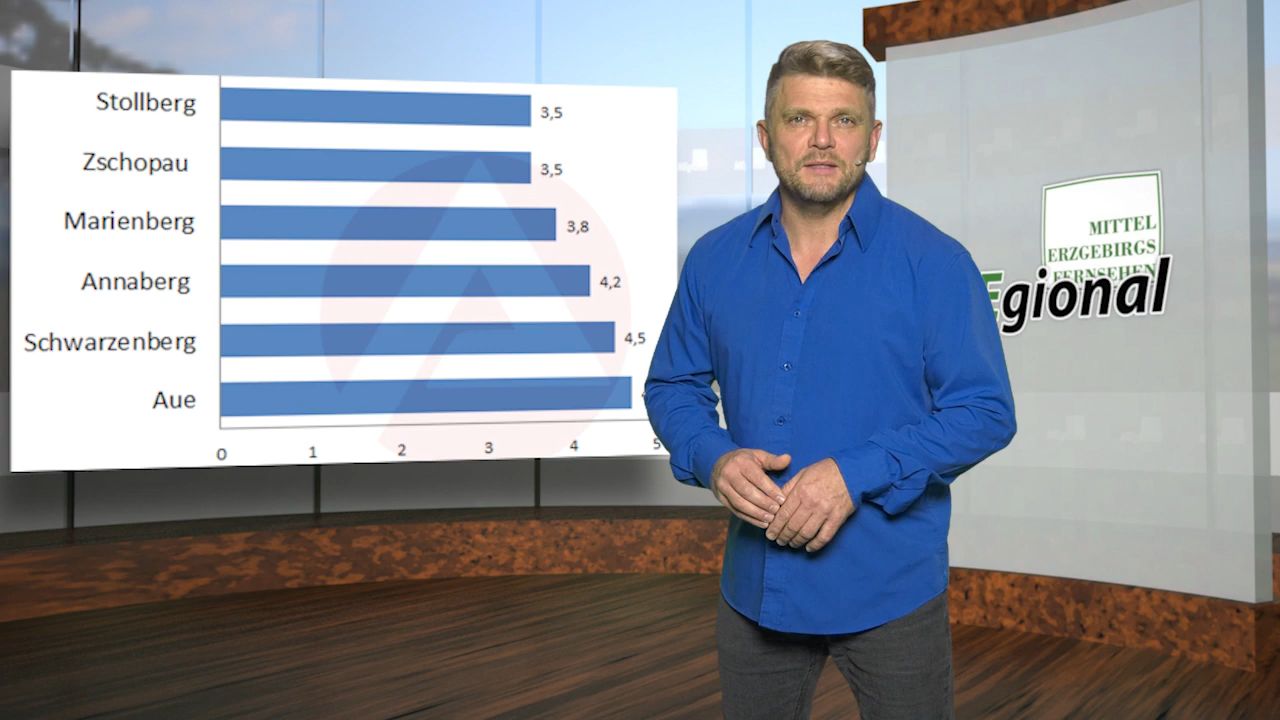 Stollberg 3,5
Zschopau 3,5
Marienberg 3,8
Annaberg 4,2
Schwarzenberg 4,5
Aue
0 1 2 3 4 5
MITTEL
ERZGEBIRGS
FERNSEHEN
Egional